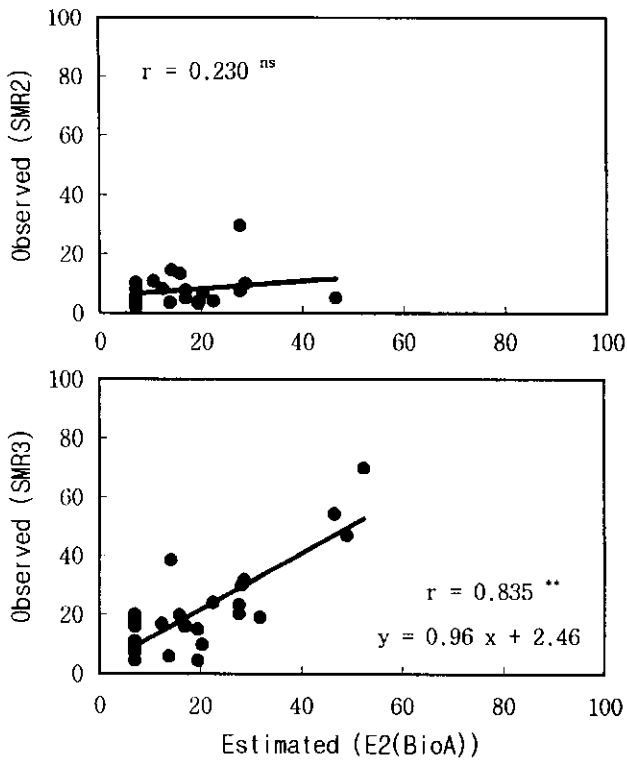 100
80
60
40
20
0
Observed (SMR2)
r = 0.230 ns
0 20 40 60 80 100
100
80
60
40
20
0
Observed (SMR3)
r = 0.835 **
y = 0.96 x + 2.46
0 20 40 60 80 100
Estimated (E2(BioA))